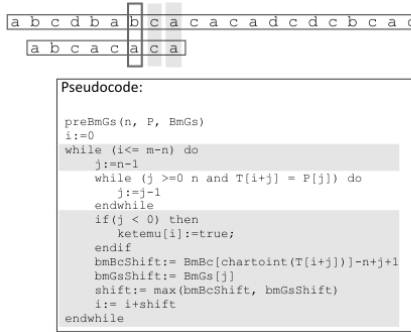 a b c d b a b c a c a c a d c d c b c a
a b c a c a c a
Pseudocode:
preBmGs(n, P, BmGs)
i:=0
while (i<= m-n) do
j:=n-1
while (j >=0 n and T[i+j] = P[j]) do
j:=j-1
endwhile
if(j < 0) then
ketemu[i]:=true;
endif
bmBcShift:= BmBc[chartoint(T[i+j])]-n+j+1
bmGsShift:= BmGs[j]
shift:= max(bmBcShift, bmGsShift)
i:= i+shift
endwhile